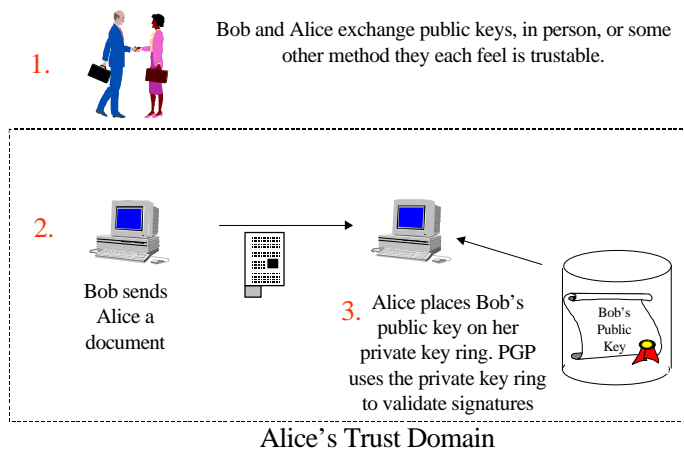 1.
Bob and Alice exchange public keys, in person, or some
other method they each feel is trustable.
2.
Bob sends
Alice a
document
3.
Alice places Bob's
public key on her
private key ring. PGP
uses the private key ring
to validate signatures
Bob's
Public
Key
Alice's Trust Domain